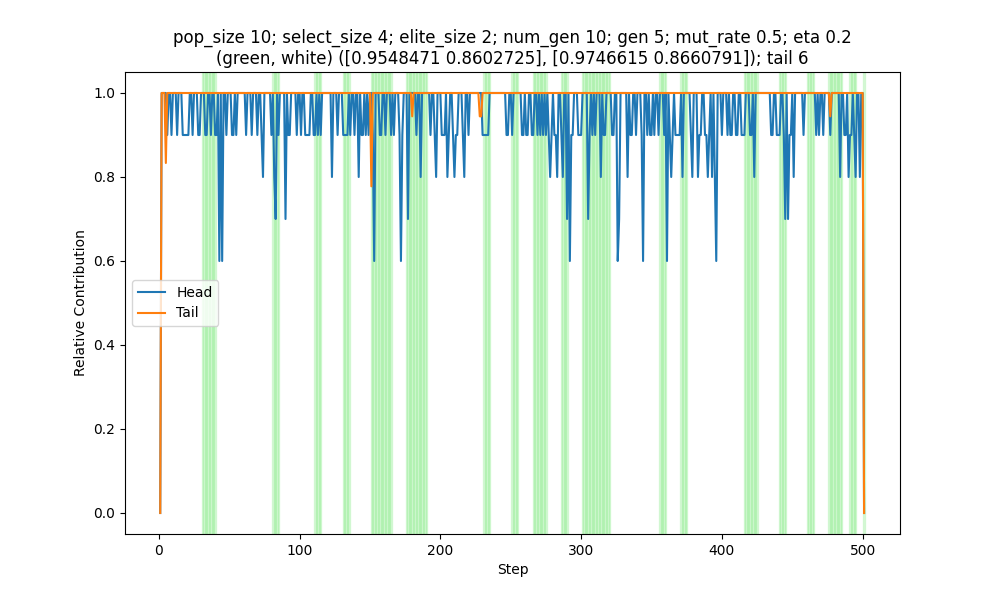 pop_size 10; select_size 4; elite_size 2; num_gen 10; gen 5; mut_rate 0.5; eta 0.2
(green, white) ([0.9548471 0.8602725], [0.9746615 0.8660791]); tail 6
1.0
0.8
0.6
0.4
0.2
0.0
Relative Contribution
Head
Tail
0
100
200
300
400
500
Step